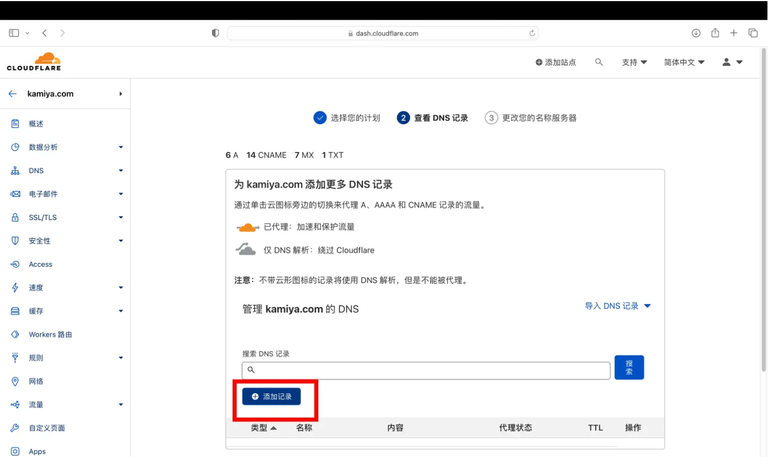 dash.cloudflare.com
CLOUDFLARE
添加站点
支持
简体中文
kamiya.com
概述
数据分析
DNS
电子邮件
SSL/TLS
安全性
Access
速度
缓存
Workers 路由
规则
网络
流量
自定义页面
Apps
选择您的计划
2 查看 DNS 记录
3 更改您的名称服务器
6 A 14 CNAME 7 MX 1 TXT
为 kamiya.com 添加更多 DNS 记录
通过单击云图标旁边的切换来代理 A、AAAA 和 CNAME 记录的流量。
已代理：加速和保护流量
仅 DNS 解析：绕过 Cloudflare
注意：不带云形图标的记录将使用 DNS 解析，但是不能被代理。
管理 kamiya.com 的 DNS
导入 DNS 记录
搜索 DNS 记录
搜
索
添加记录
类型 名称 内容 代理状态 TTL 操作